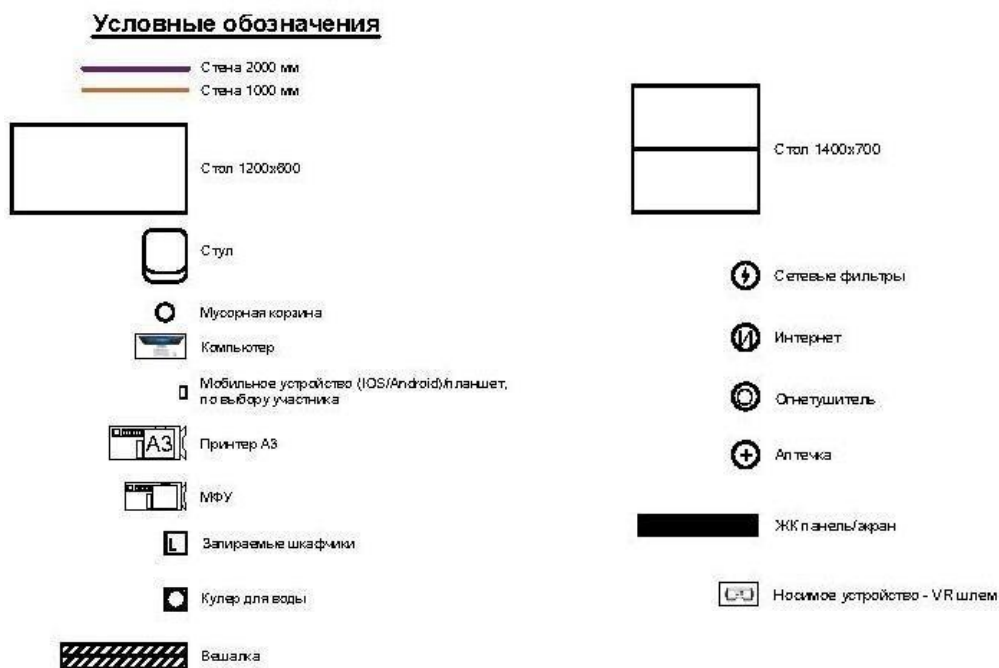 Условные обозначения
Стена 2000 мм
Стена 1000 мм
Стол 1200х600
Стул
Мусорная корзина
Компьютер
Мобильное устройство (IOS/Android)/планшет,
по выбору участника
A3
Принтер А3
МФУ
L
Запираемые шкафчики
Кулер для воды
Вешалка
Стол 1400х700
Сетевые фильтры
И
Интернет
Огнетушитель
Аптечка
ЖК панель/экран
Носимое устройство - VR шлем